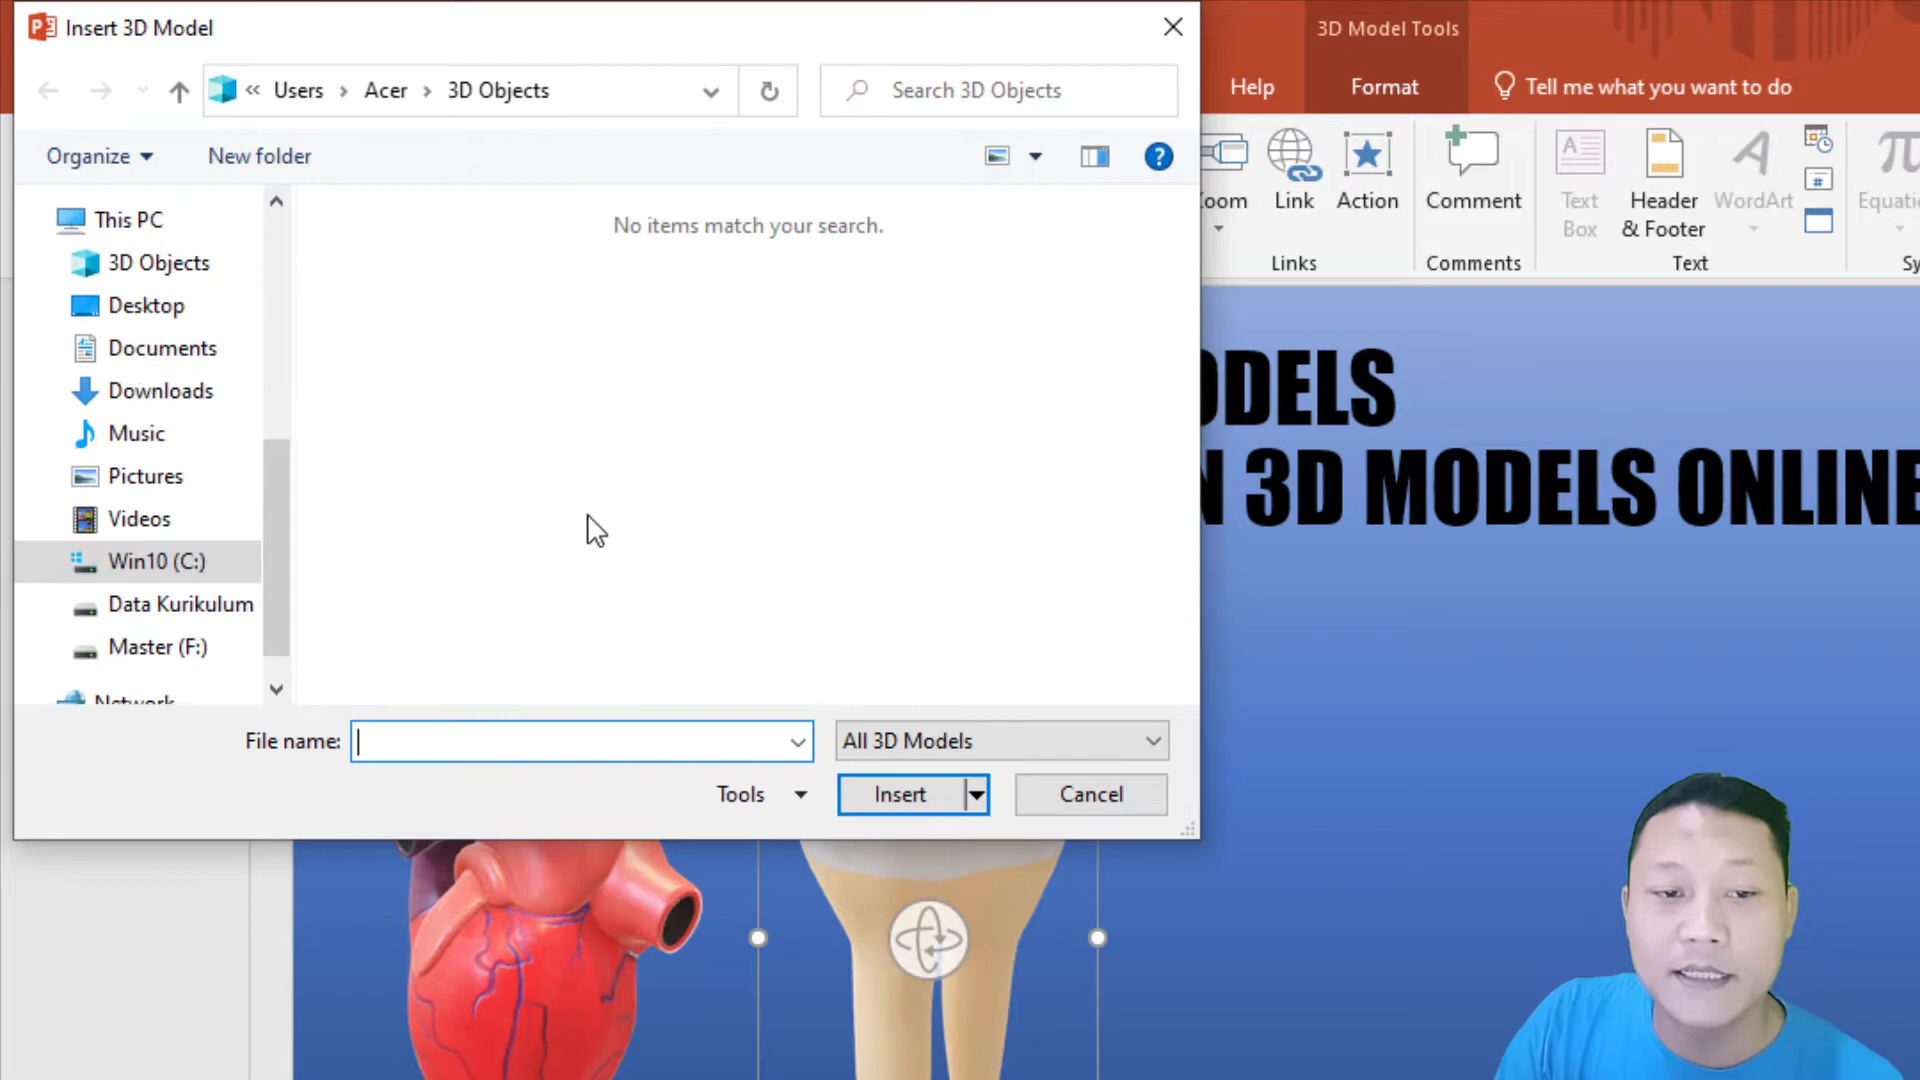 Insert 3D Model
« Users > Acer > 3D Objects
Search 3D Objects
Organize
New folder
This PC
3D Objects
Desktop
Documents
Downloads
Music
Pictures
Videos
Win10 (C:)
Data Kurikulum
Master (F:)
Network
No items match your search.
File name:
All 3D Models
Tools
Insert
Cancel
3D Model Tools
Help
Format
Tell me what you want to do
Link
Action
Comment
Text
Box
Header
& Footer
WordArt
Links
Comments
Text
3D MODELS ONLINE